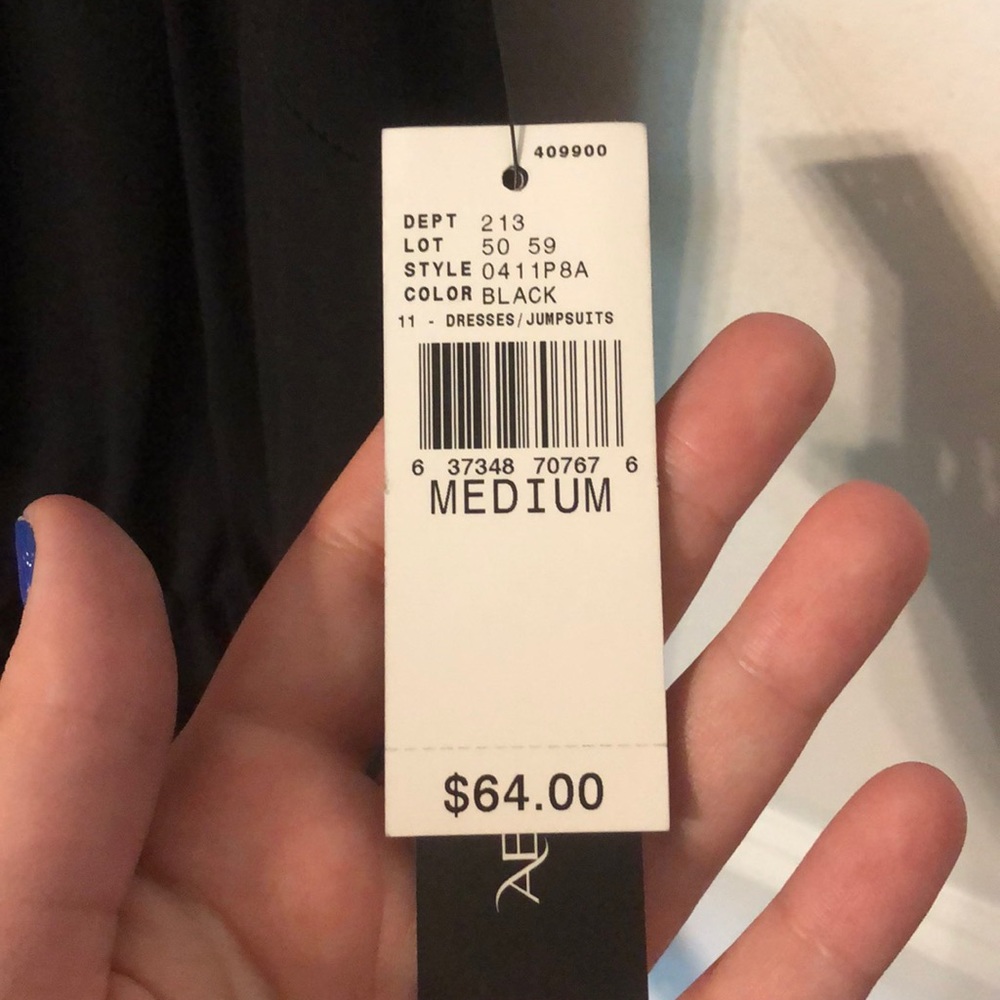 409900
DEPT 213
LOT 50 59
STYLE 0411P8A
COLOR BLACK
11 - DRESSES/JUMPSUITS
6 37348 70767 6
MEDIUM
$64.00